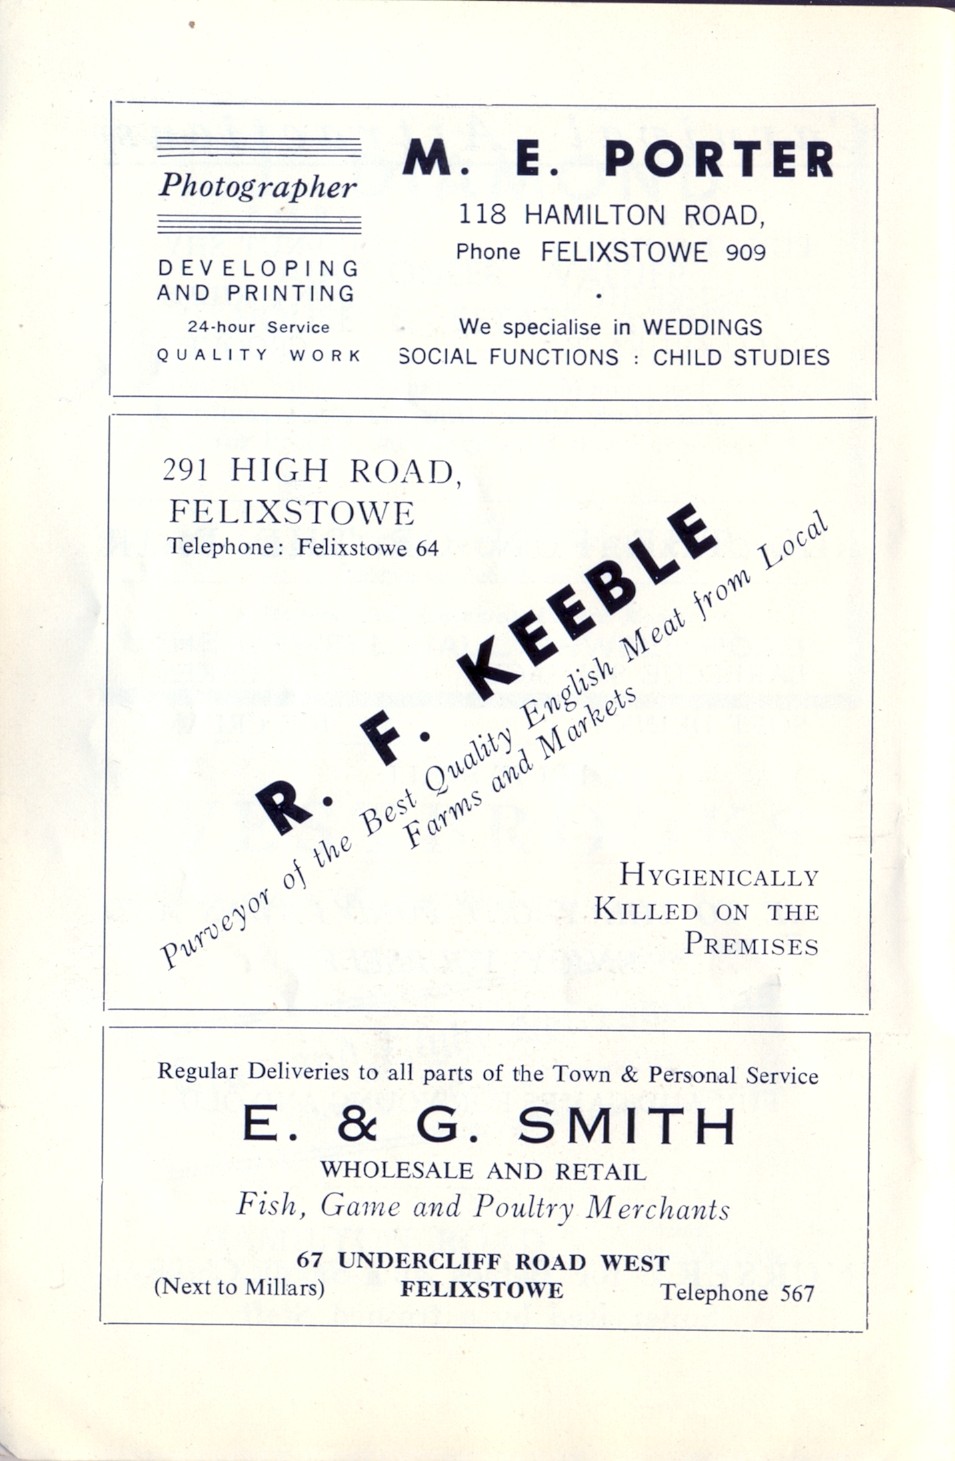 Photographer
DEVELOPING
AND PRINTING
24-hour Service
QUALITY WORK
M. E. PORTER
118 HAMILTON ROAD,
Phone FELIXSTOWE 909
We specialise in WEDDINGS
SOCIAL FUNCTIONS : CHILD STUDIES
291 HIGH ROAD,
FELIXSTOWE
Telephone: Felixstowe 64
R. F. KEEBLE
Purveyor of the Best Quality English Meat from Local
Farms and Markets
HYGIENICALLY
KILLED ON THE
PREMISES
Regular Deliveries to all parts of the Town & Personal Service
E. & G. SMITH
WHOLESALE AND RETAIL
Fish, Game and Poultry Merchants
67 UNDERCLIFF ROAD WEST
(Next to Millars) FELIXSTOWE Telephone 567